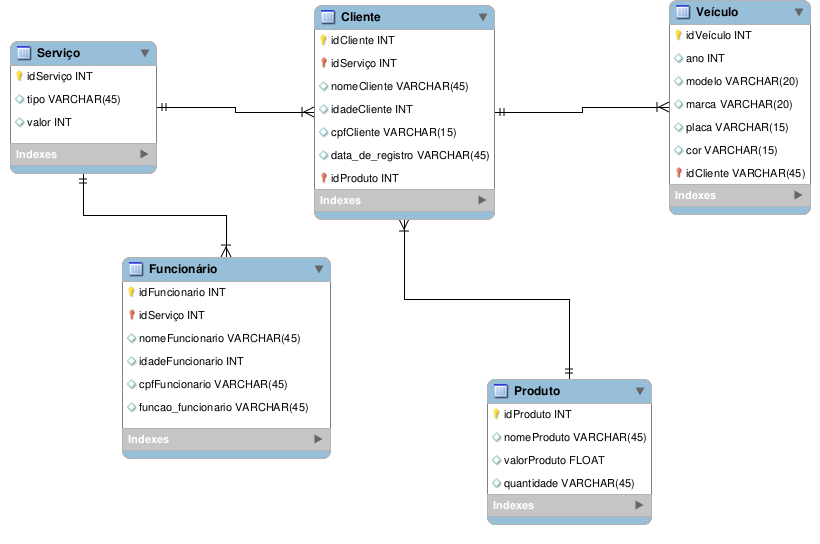 Serviço
idServiço INT
tipo VARCHAR(45)
valor INT
Indexes
Cliente
idCliente INT
idServiço INT
nomeCliente VARCHAR(45)
idadeCliente INT
cpfCliente VARCHAR(15)
data_de_registro VARCHAR(45)
idProduto INT
Indexes
Veículo
idVeículo INT
ano INT
modelo VARCHAR(20)
marca VARCHAR(20)
placa VARCHAR(15)
cor VARCHAR(15)
idCliente VARCHAR(45)
Indexes
Funcionário
idFuncionario INT
idServiço INT
nomeFuncionario VARCHAR(45)
idadeFuncionario INT
cpfFuncionario VARCHAR(45)
funcao_funcionario VARCHAR(45)
Indexes
Produto
idProduto INT
nomeProduto VARCHAR(45)
valorProduto FLOAT
quantidade VARCHAR(45)
Indexes